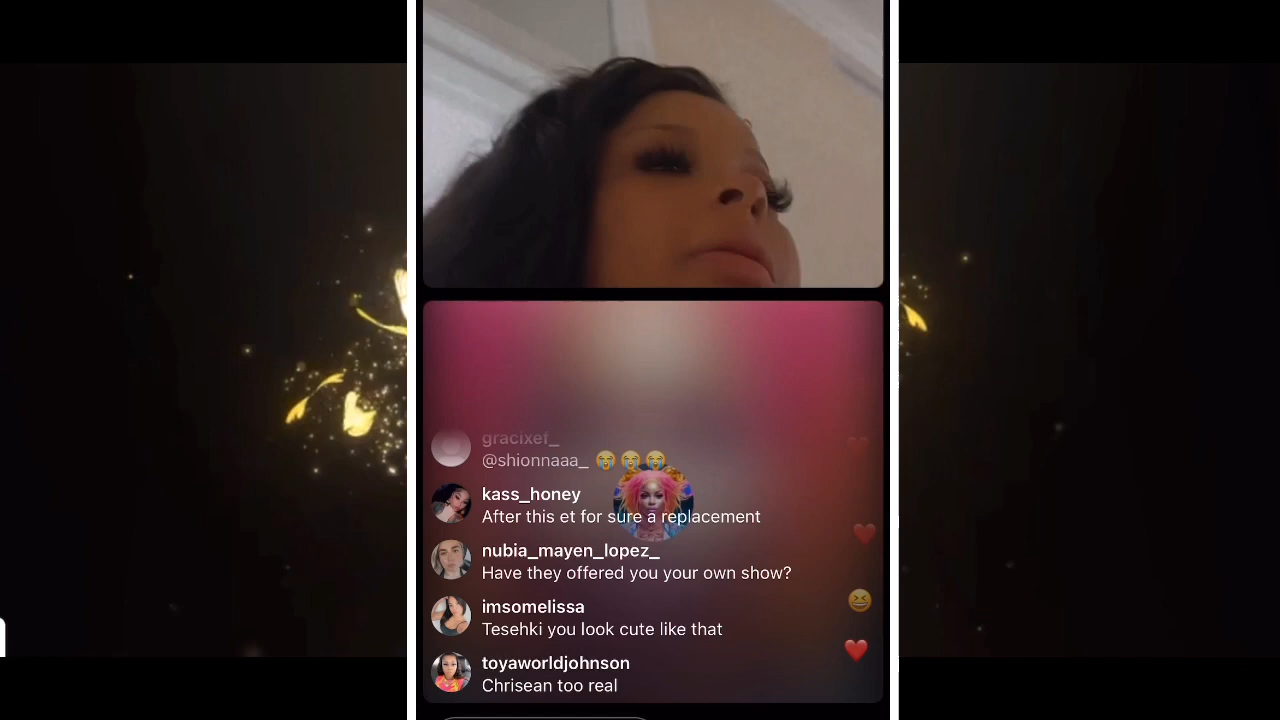 gracixef_
@shionnaaa_ 😭😭😭
kass_honey
After this et for sure a replacement
nubia_mayen_lopez_
Have they offered you your own show?
imsomelissa
Tesehki you look cute like that
toyaworldjohnson
Chrisean too real